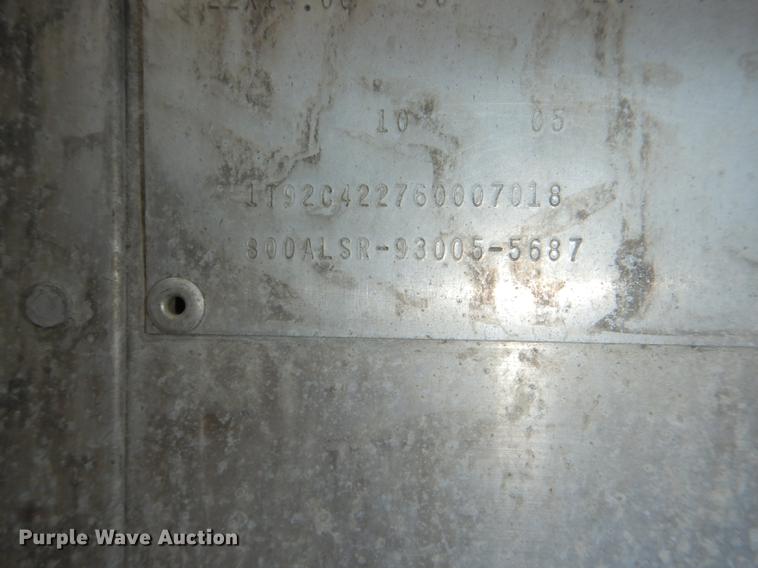 10 05
1T92C422760007018
800ALSR-93005-5687
Purple Wave Auction